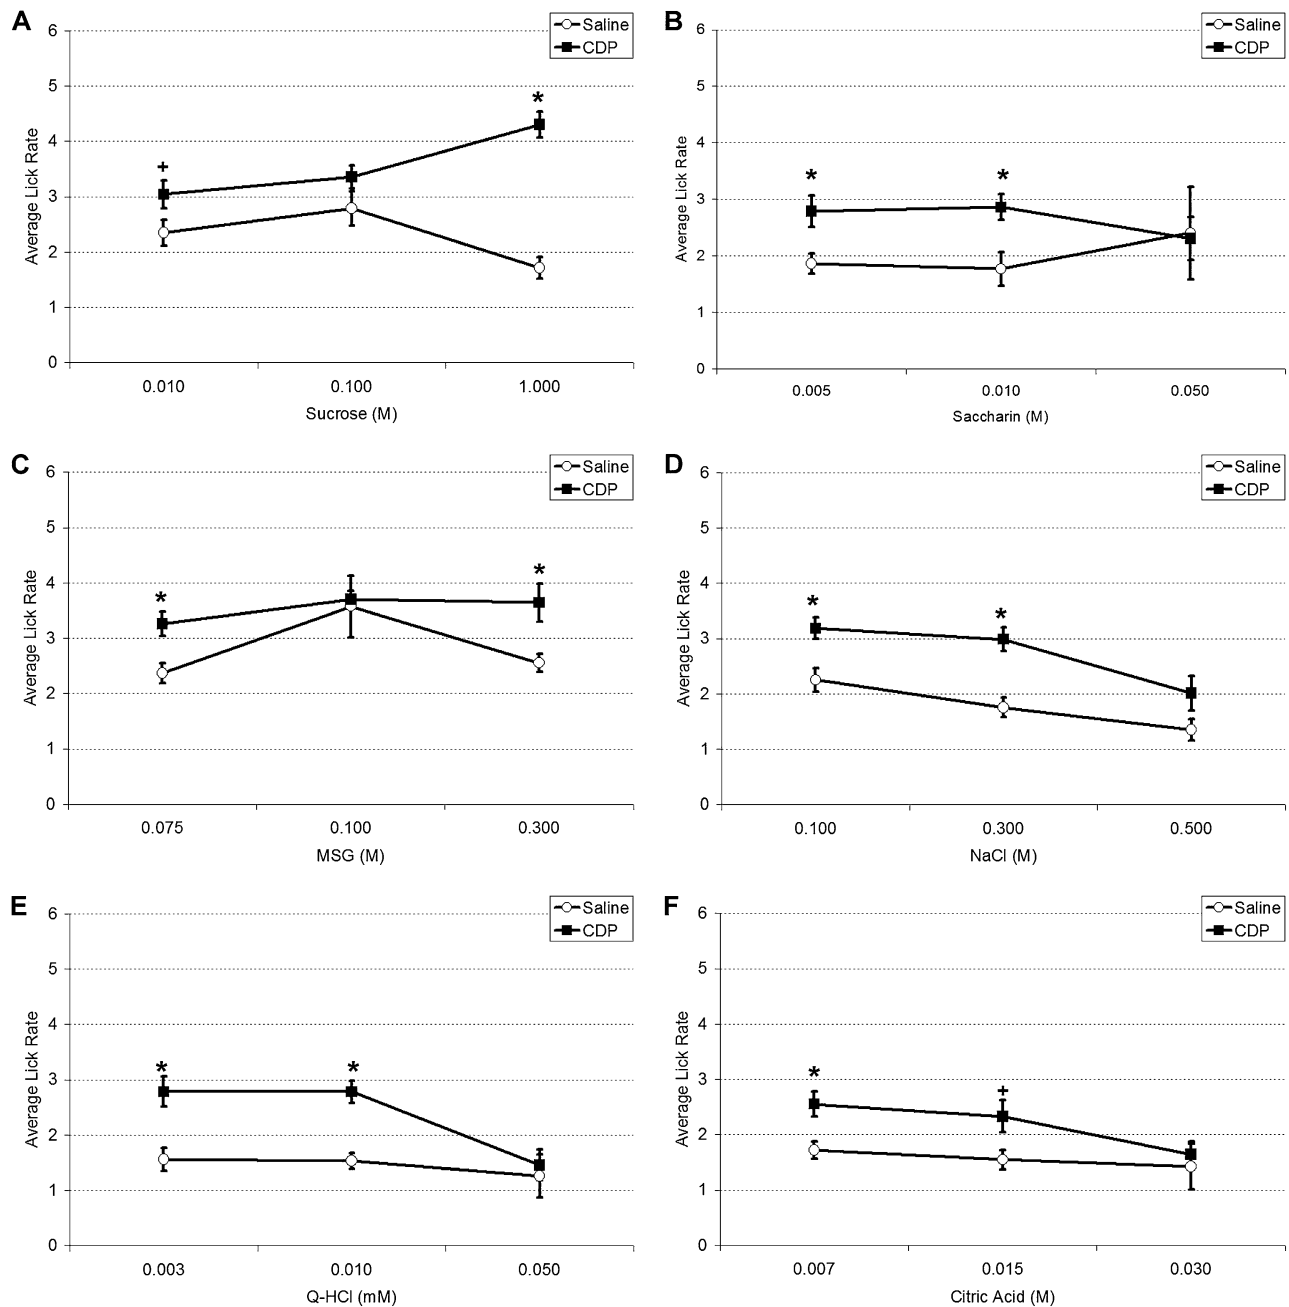 A
Saline
CDP
Average Lick Rate
6
5
4
3
2
1
0
+
*
0.010 0.100 1.000
Sucrose (M)
B
Saline
CDP
Average Lick Rate
6
5
4
3
2
1
0
* *
0.005 0.010 0.050
Saccharin (M)
C
Saline
CDP
Average Lick Rate
6
5
4
3
2
1
0
* *
0.075 0.100 0.300
MSG (M)
D
Saline
CDP
Average Lick Rate
6
5
4
3
2
1
0
* *
0.100 0.300 0.500
NaCl (M)
E
Saline
CDP
Average Lick Rate
6
5
4
3
2
1
0
* *
0.003 0.010 0.050
Q-HCl (mM)
F
Saline
CDP
Average Lick Rate
6
5
4
3
2
1
0
* +
0.007 0.015 0.030
Citric Acid (M)